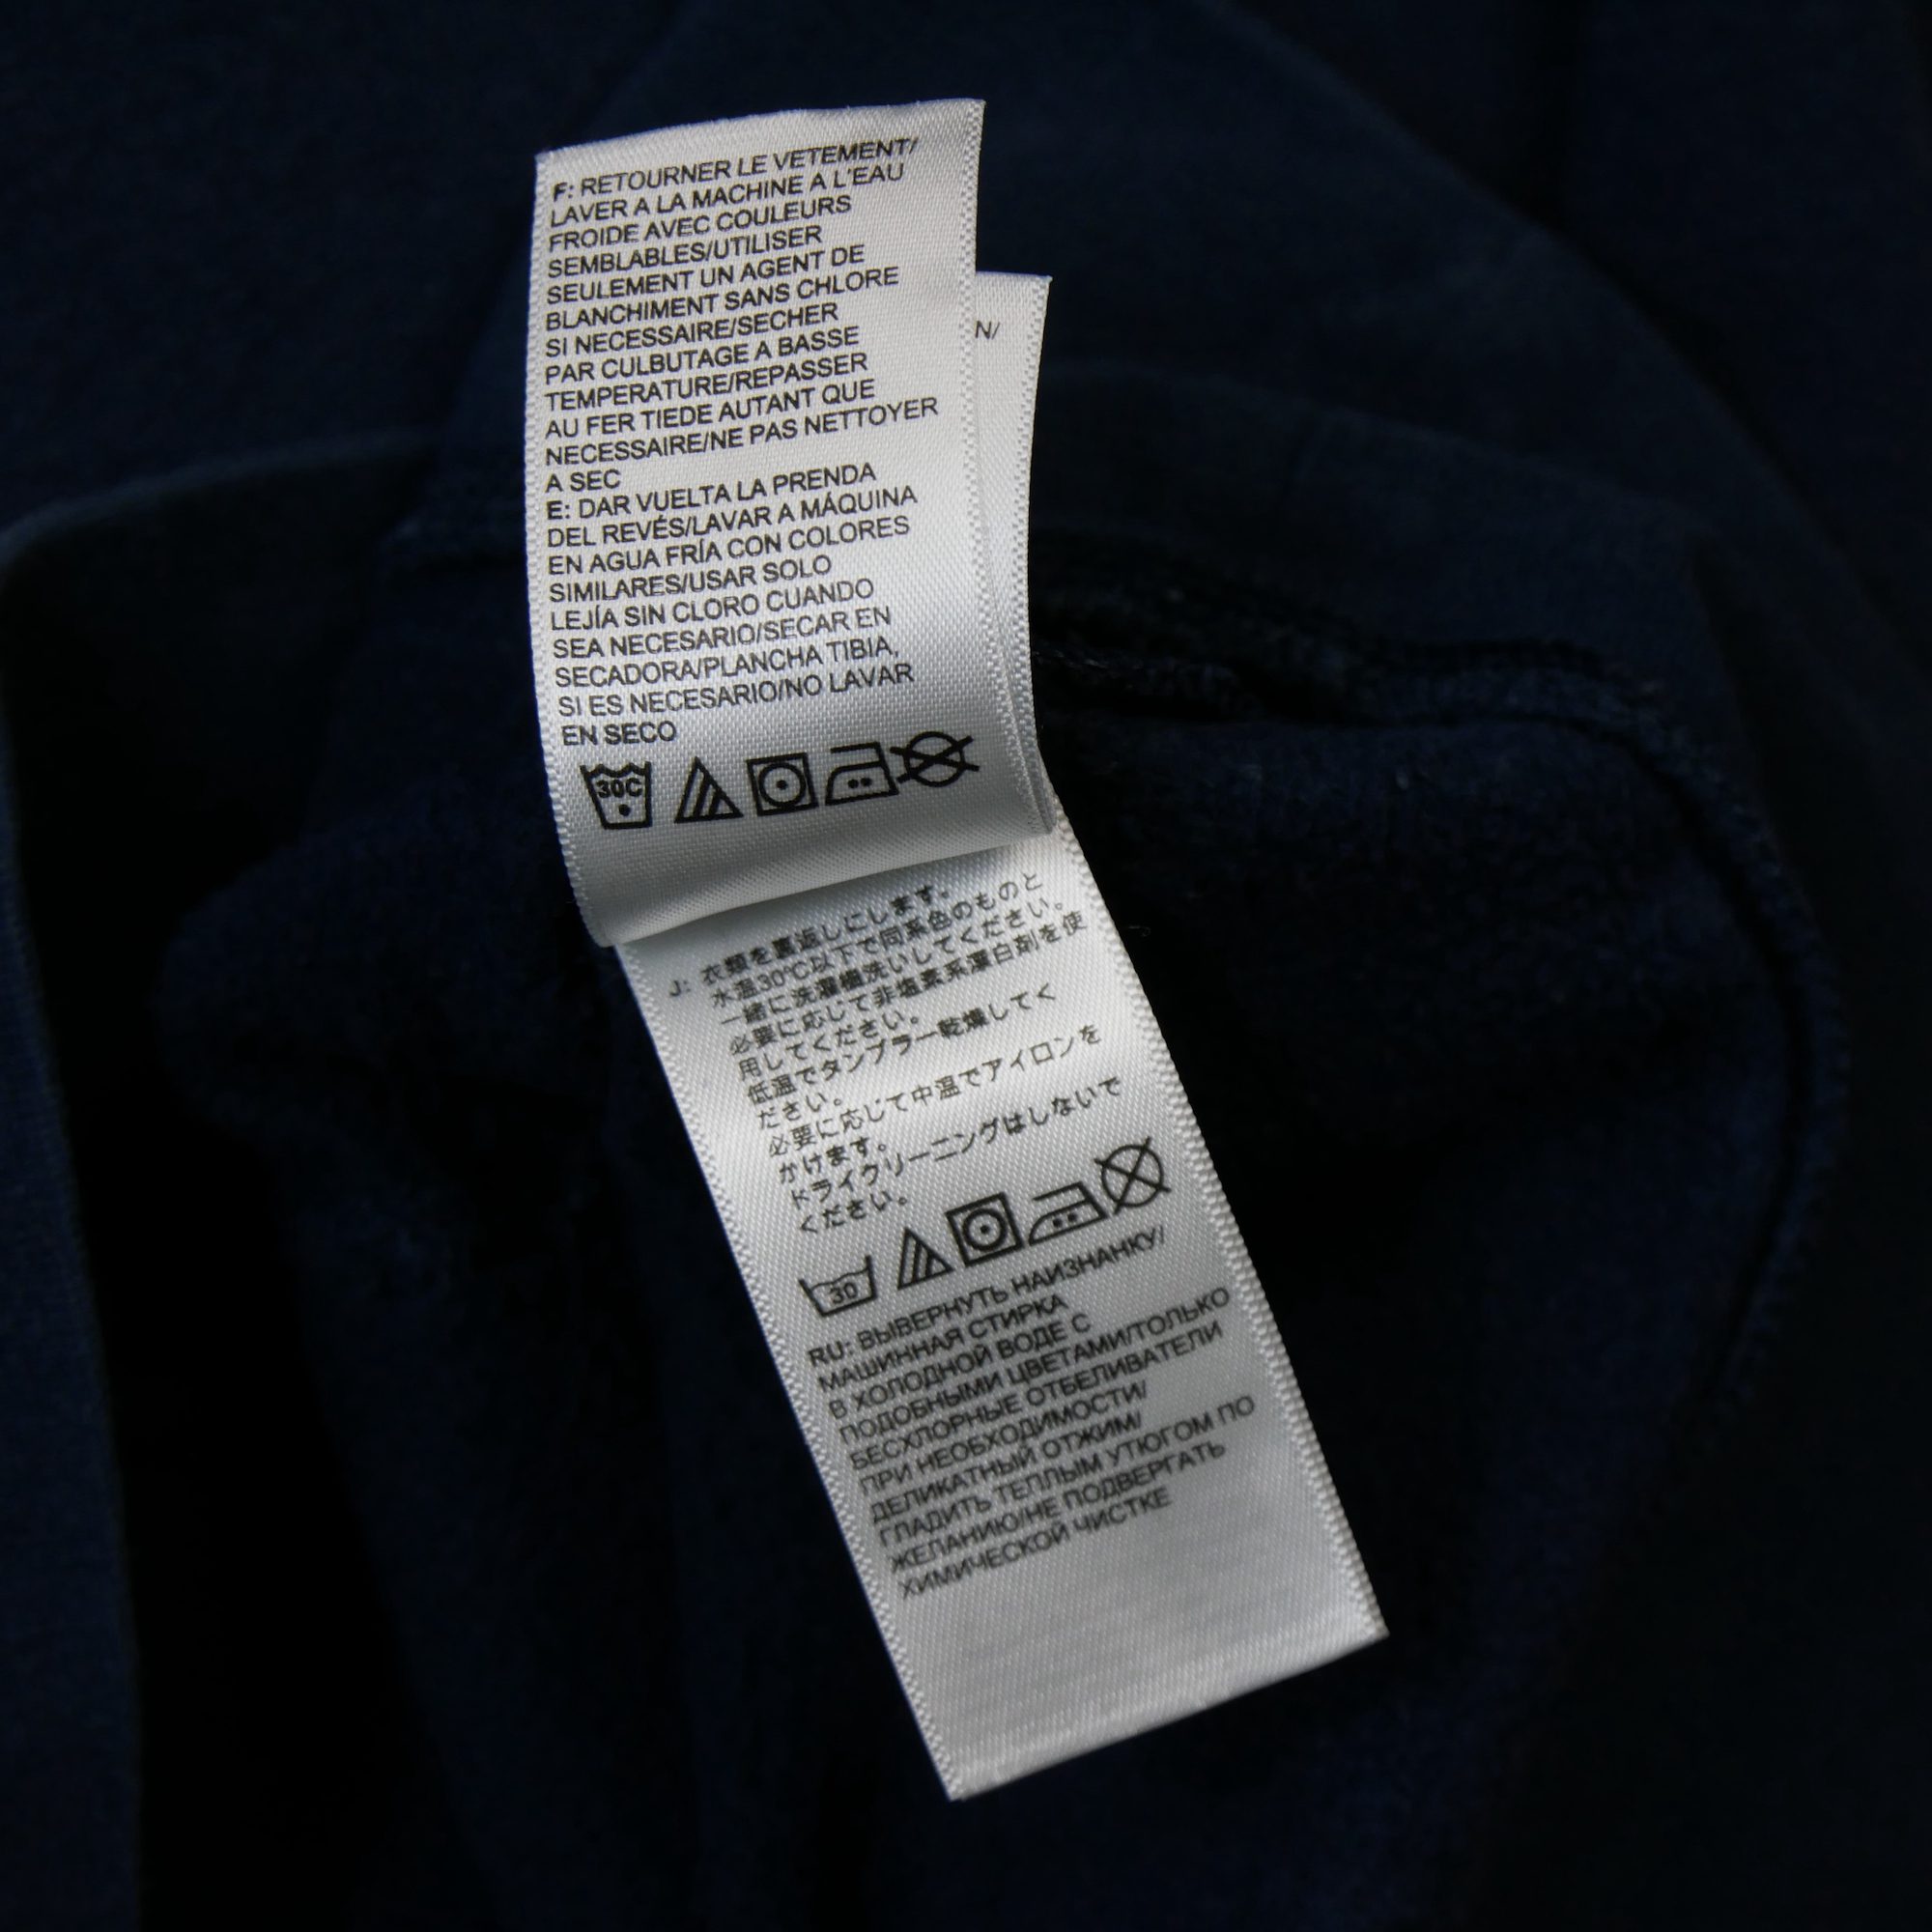 F: RETOURNER LE VETEMENT/
LAVER A LA MACHINE A L'EAU
FROIDE AVEC COULEURS
SEMBLABLES/UTILISER
SEULEMENT UN AGENT DE
BLANCHIMENT SANS CHLORE
SI NECESSAIRE/SECHER
PAR CULBUTAGE A BASSE
TEMPERATURE/REPASSER
AU FER TIEDE AUTANT QUE
NECESSAIRE/NE PAS NETTOYER
A SEC
E: DAR VUELTA LA PRENDA
DEL REVÉS/LAVAR A MÁQUINA
EN AGUA FRÍA CON COLORES
SIMILARES/USAR SOLO
LEJÍA SIN CLORO CUANDO
SEA NECESARIO/SECAR EN
SECADORA/PLANCHA TIBIA,
SI ES NECESARIO/NO LAVAR
EN SECO
30C
N/
J: 衣類を裏返しにします。
水温30℃以下で同系色のものと
一緒に洗濯機洗いしてください。
必要に応じて非塩素系漂白剤を使
用してください。
低温でタンブラー乾燥してく
ださい。
必要に応じて中温でアイロンを
かけます。
ドライクリーニングはしないで
ください。
30
RU: ВЫВЕРНУТЬ НАИЗНАНКУ/
МАШИННАЯ СТИРКА
В ХОЛОДНОЙ ВОДЕ С
ПОДОБНЫМИ ЦВЕТАМИ/ТОЛЬКО
БЕСХЛОРНЫЕ ОТБЕЛИВАТЕЛИ
ПРИ НЕОБХОДИМОСТИ/
ДЕЛИКАТНЫЙ ОТЖИМ/
ГЛАДИТЬ ТЕПЛЫМ УТЮГОМ ПО
ЖЕЛАНИЮ/НЕ ПОДВЕРГАТЬ
ХИМИЧЕСКОЙ ЧИСТКЕ